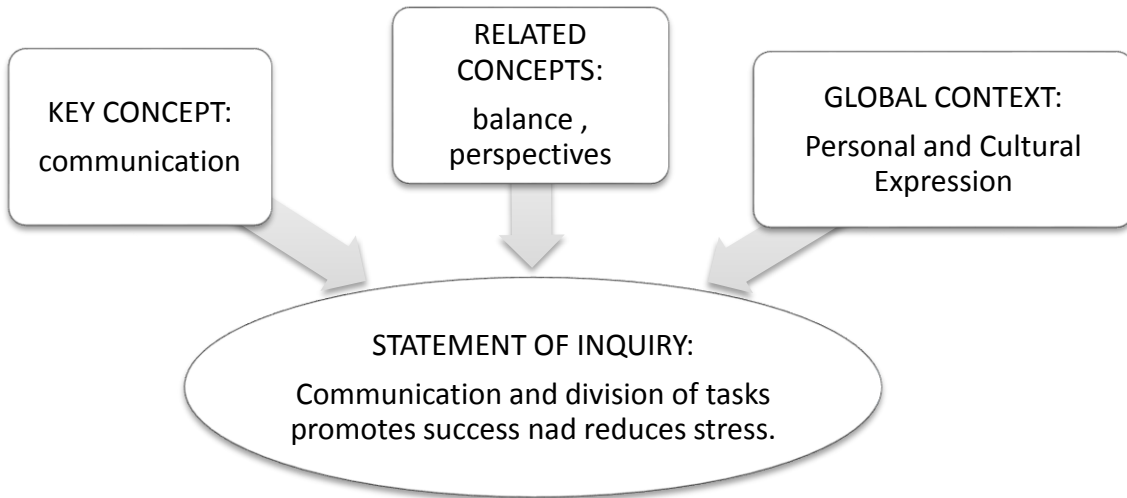 KEY CONCEPT:
communication
RELATED
CONCEPTS:
balance ,
perspectives
GLOBAL CONTEXT:
Personal and Cultural
Expression
STATEMENT OF INQUIRY:
Communication and division of tasks
promotes success nad reduces stress.